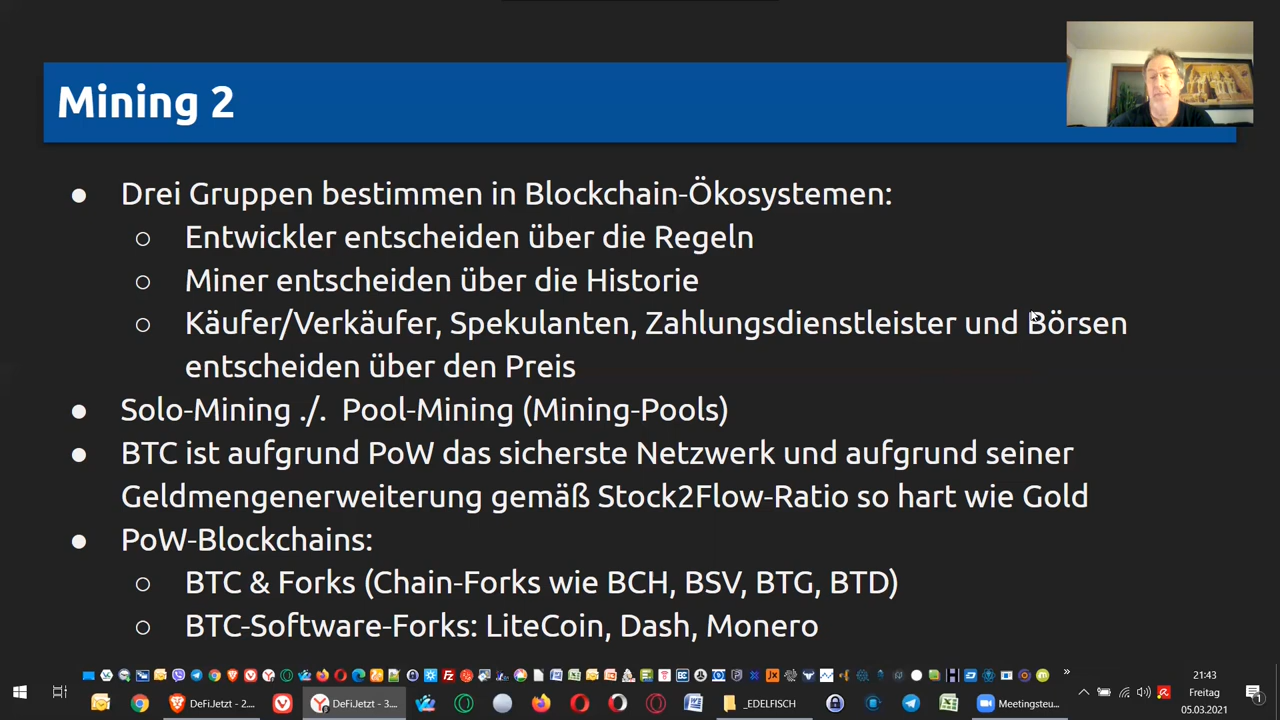 Mining 2
● Drei Gruppen bestimmen in Blockchain-Ökosystemen:
○ Entwickler entscheiden über die Regeln
○ Miner entscheiden über die Historie
○ Käufer/Verkäufer, Spekulanten, Zahlungsdienstleister und Börsen
entscheiden über den Preis
● Solo-Mining ./. Pool-Mining (Mining-Pools)
● BTC ist aufgrund PoW das sicherste Netzwerk und aufgrund seiner
Geldmengenerweiterung gemäß Stock2Flow-Ratio so hart wie Gold
● PoW-Blockchains:
○ BTC & Forks (Chain-Forks wie BCH, BSV, BTG, BTD)
○ BTC-Software-Forks: LiteCoin, Dash, Monero
21:43
DeFi.Jetzt - 2....
DeFi.Jetzt - 3....
_EDELFISCH
Meetingsteu...
Freitag
05.03.2021